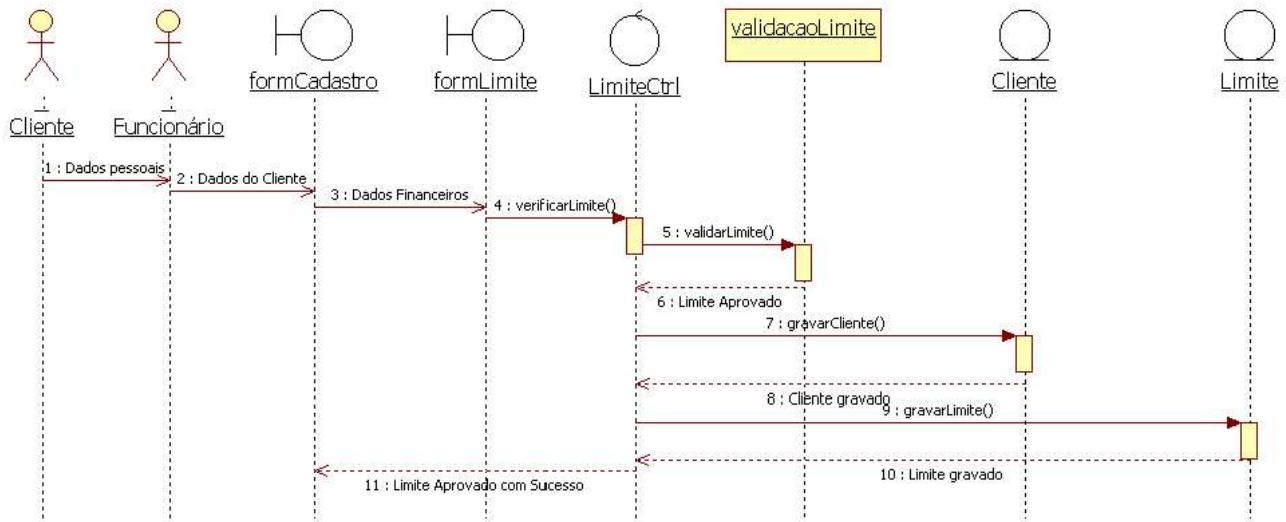 validacaoLimite
formCadastro
formLimite
LimiteCtrl
Cliente
Limite
Cliente
Funcionário
1 : Dados pessoais
2 : Dados do Cliente
3 : Dados Financeiros
4 : verificarLimite()
5 : validarLimite()
6 : Limite Aprovado
7 : gravarCliente()
8 : Cliente gravado
9 : gravarLimite()
10 : Limite gravado
11 : Limite Aprovado com Sucesso